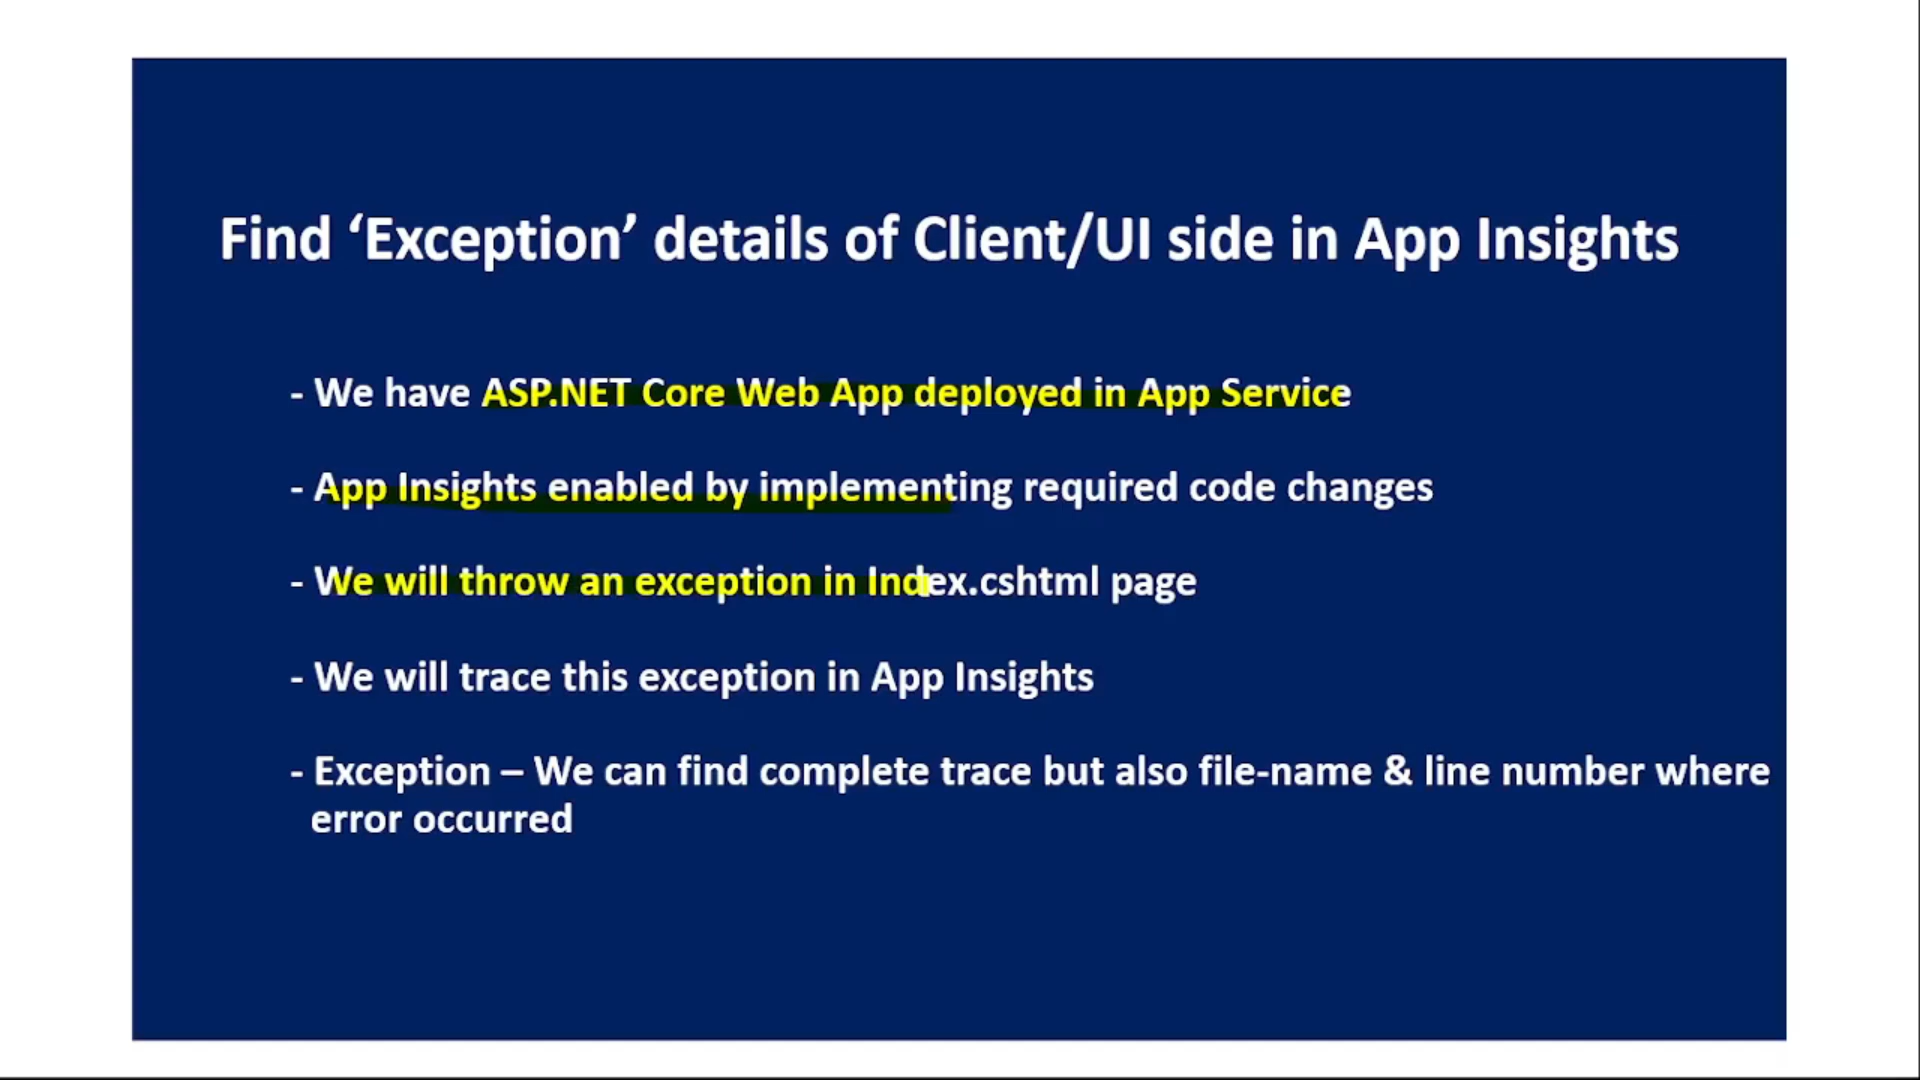 Find ‘Exception’ details of Client/UI side in App Insights
- We have ASP.NET Core Web App deployed in App Service
- App Insights enabled by implementing required code changes
- We will throw an exception in Index.cshtml page
- We will trace this exception in App Insights
- Exception – We can find complete trace but also file-name & line number where
error occurred